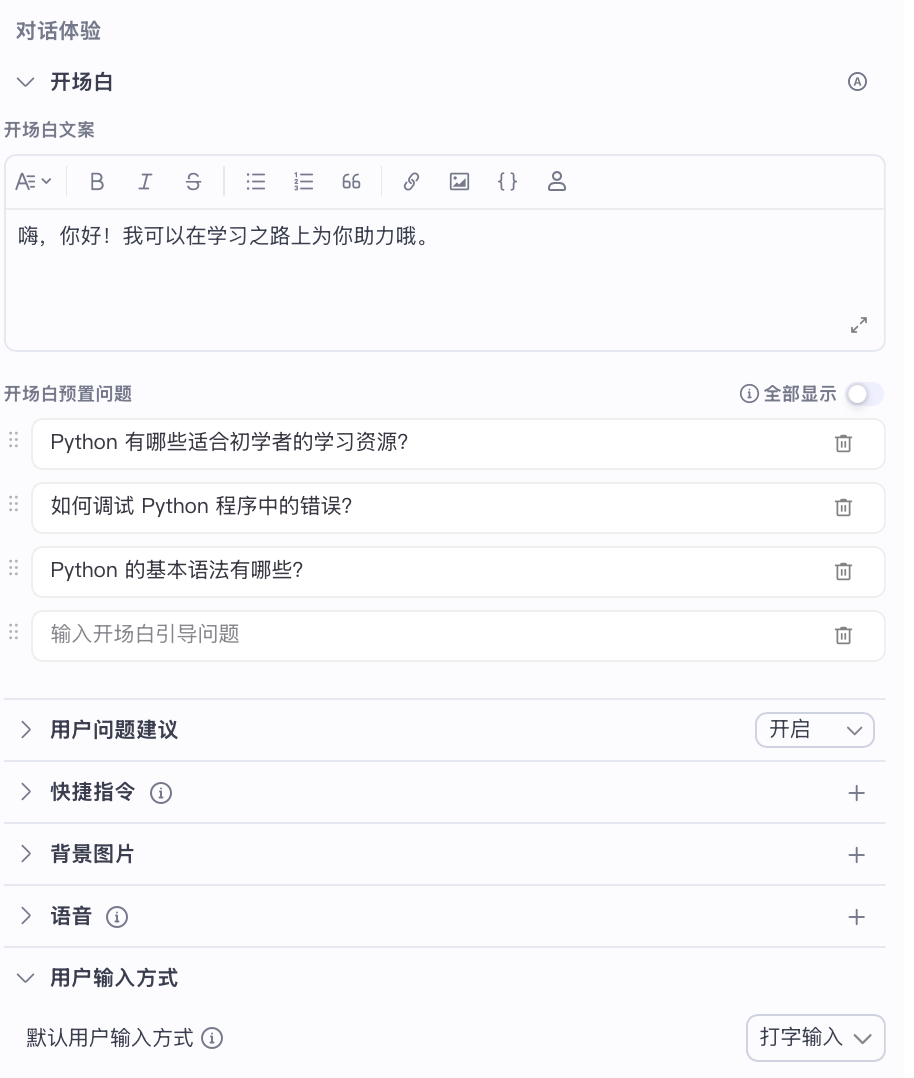 对话体验
开场白
开场白文案
B I S
嗨，你好！我可以在学习之路上为你助力哦。
开场白预置问题
全部显示
Python 有哪些适合初学者的学习资源?
如何调试 Python 程序中的错误?
Python 的基本语法有哪些?
输入开场白引导问题
用户问题建议
开启
快捷指令
背景图片
语音
用户输入方式
默认用户输入方式
打字输入